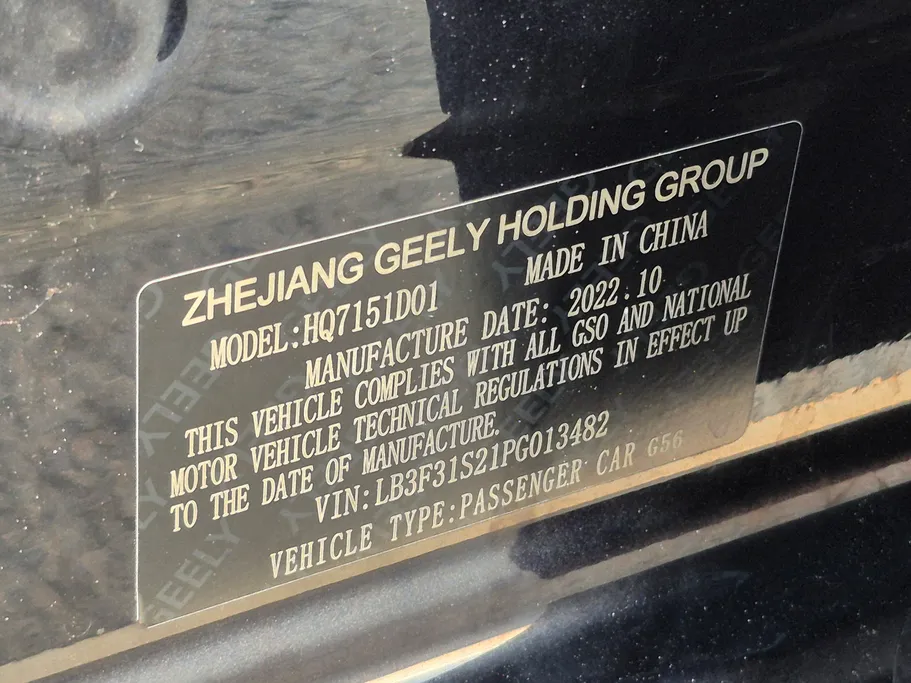 ZHEJIANG GEELY HOLDING GROUP
MODEL:HQ7151D01 MADE IN CHINA
MANUFACTURE DATE: 2022.10
THIS VEHICLE COMPLIES WITH ALL GSO AND NATIONAL
MOTOR VEHICLE TECHNICAL REGULATIONS IN EFFECT UP
TO THE DATE OF MANUFACTURE.
VIN:LB3F31S21PG013482
VEHICLE TYPE:PASSENGER CAR G56